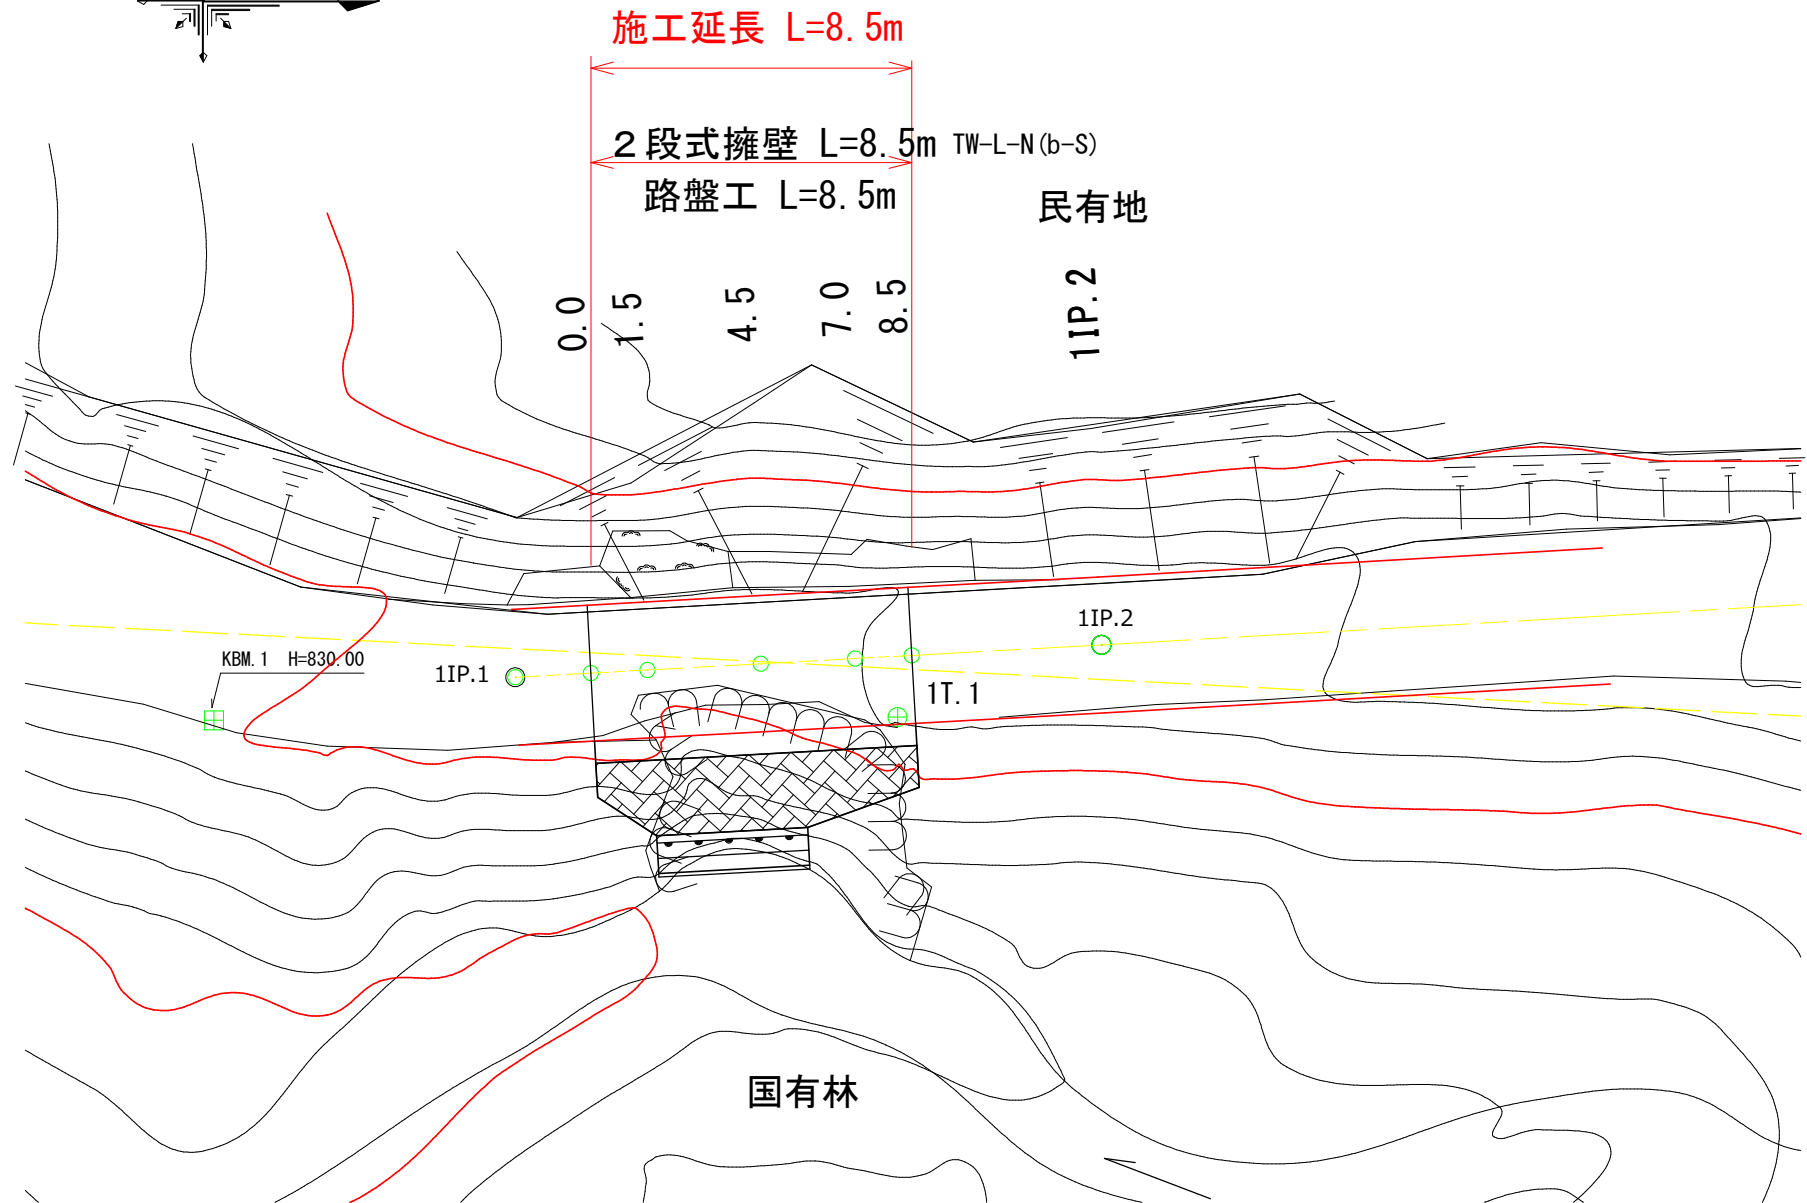 施工延長 L=8.5m
２段式擁壁 L=8.5m TW-L-N(b-S)
路盤工 L=8.5m
民有地
0.0
1.5
4.5
7.0
8.5
1IP.2
1IP.2
KBM.1 H=830.00
1IP.1
1T.1
国有林